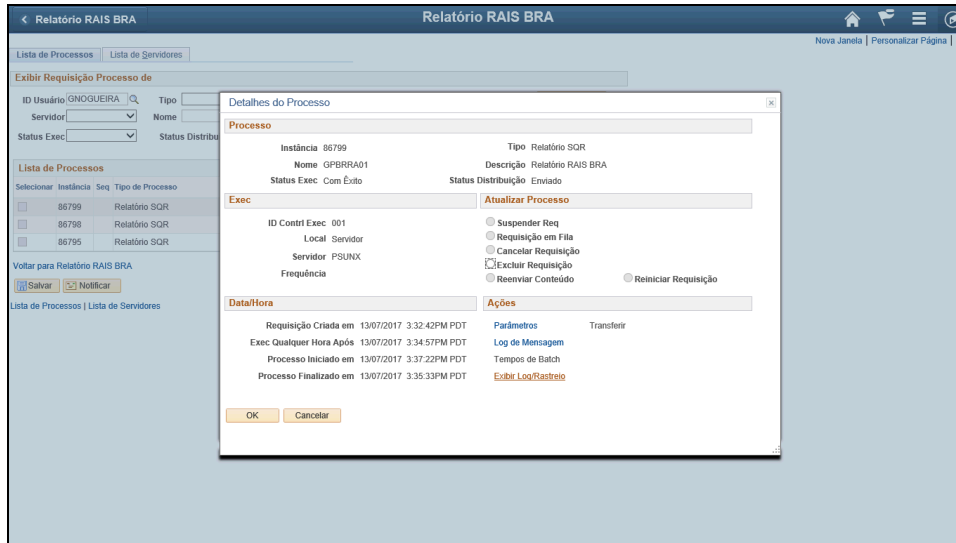 Relatório RAIS BRA
Relatório RAIS BRA
Nova Janela | Personalizar Página |
Lista de Processos
Lista de Servidores
Exibir Requisição Processo de
ID Usuário GNOGUEIRA Tipo
Servidor Nome
Status Exec Status Distribu
Lista de Processos
Selecionar Instância Seq Tipo de Processo
86799 Relatório SQR
86798 Relatório SQR
86795 Relatório SQR
Voltar para Relatório RAIS BRA
Salvar Notificar
Lista de Processos | Lista de Servidores
Detalhes do Processo
Processo
Instância 86799 Tipo Relatório SQR
Nome GPBRRA01 Descrição Relatório RAIS BRA
Status Exec Com Êxito Status Distribuição Enviado
Exec
ID Contrl Exec 001
Local Servidor
Servidor PSUNX
Frequência
Atualizar Processo
Suspender Req
Requisição em Fila
Cancelar Requisição
Excluir Requisição
Reenviar Conteúdo Reiniciar Requisição
Data/Hora
Requisição Criada em 13/07/2017 3:32:42PM PDT
Exec Qualquer Hora Após 13/07/2017 3:34:57PM PDT
Processo Iniciado em 13/07/2017 3:37:22PM PDT
Processo Finalizado em 13/07/2017 3:35:33PM PDT
Ações
Parâmetros Transferir
Log de Mensagem
Tempos de Batch
Exibir Log/Rastreio
OK Cancelar